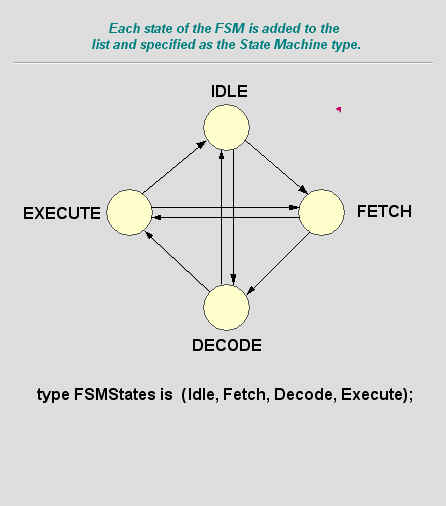 Each state of the FSM is added to the
list and specified as the State Machine type.
IDLE
EXECUTE
FETCH
DECODE
type FSMStates is (Idle, Fetch, Decode, Execute);